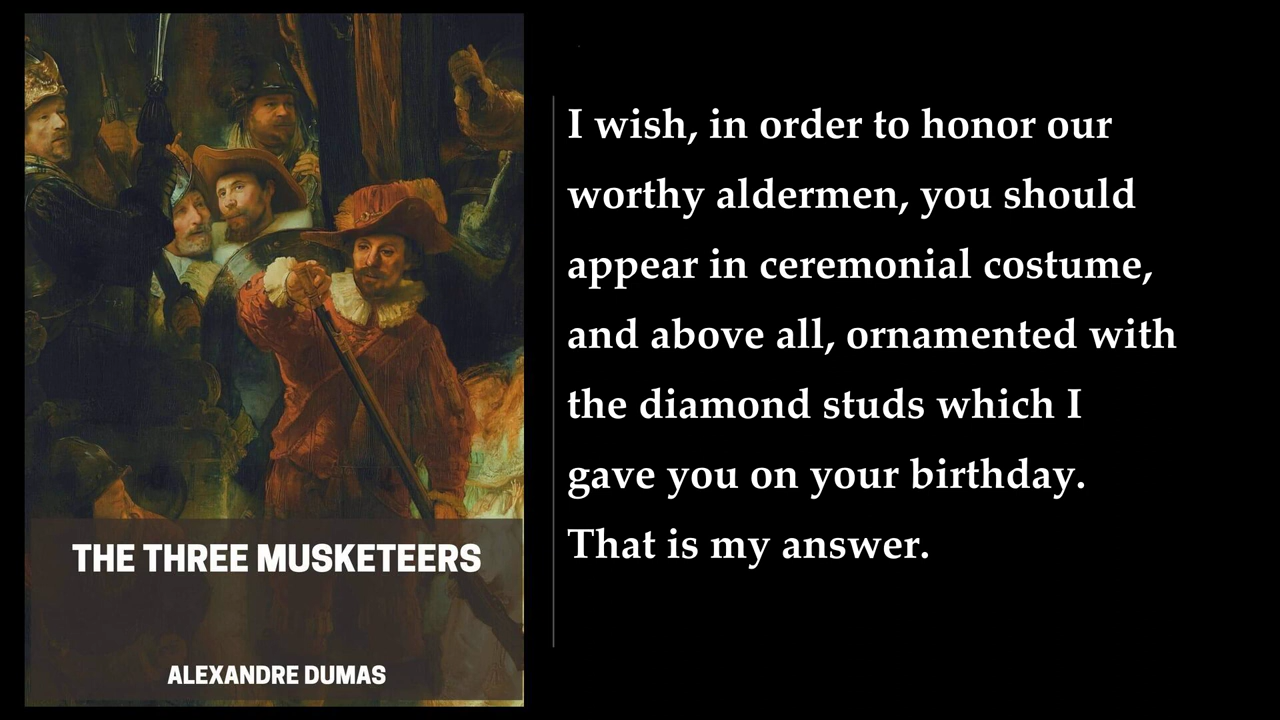 THE THREE MUSKETEERS
ALEXANDRE DUMAS
I wish, in order to honor our
worthy aldermen, you should
appear in ceremonial costume,
and above all, ornamented with
the diamond studs which I
gave you on your birthday.
That is my answer.